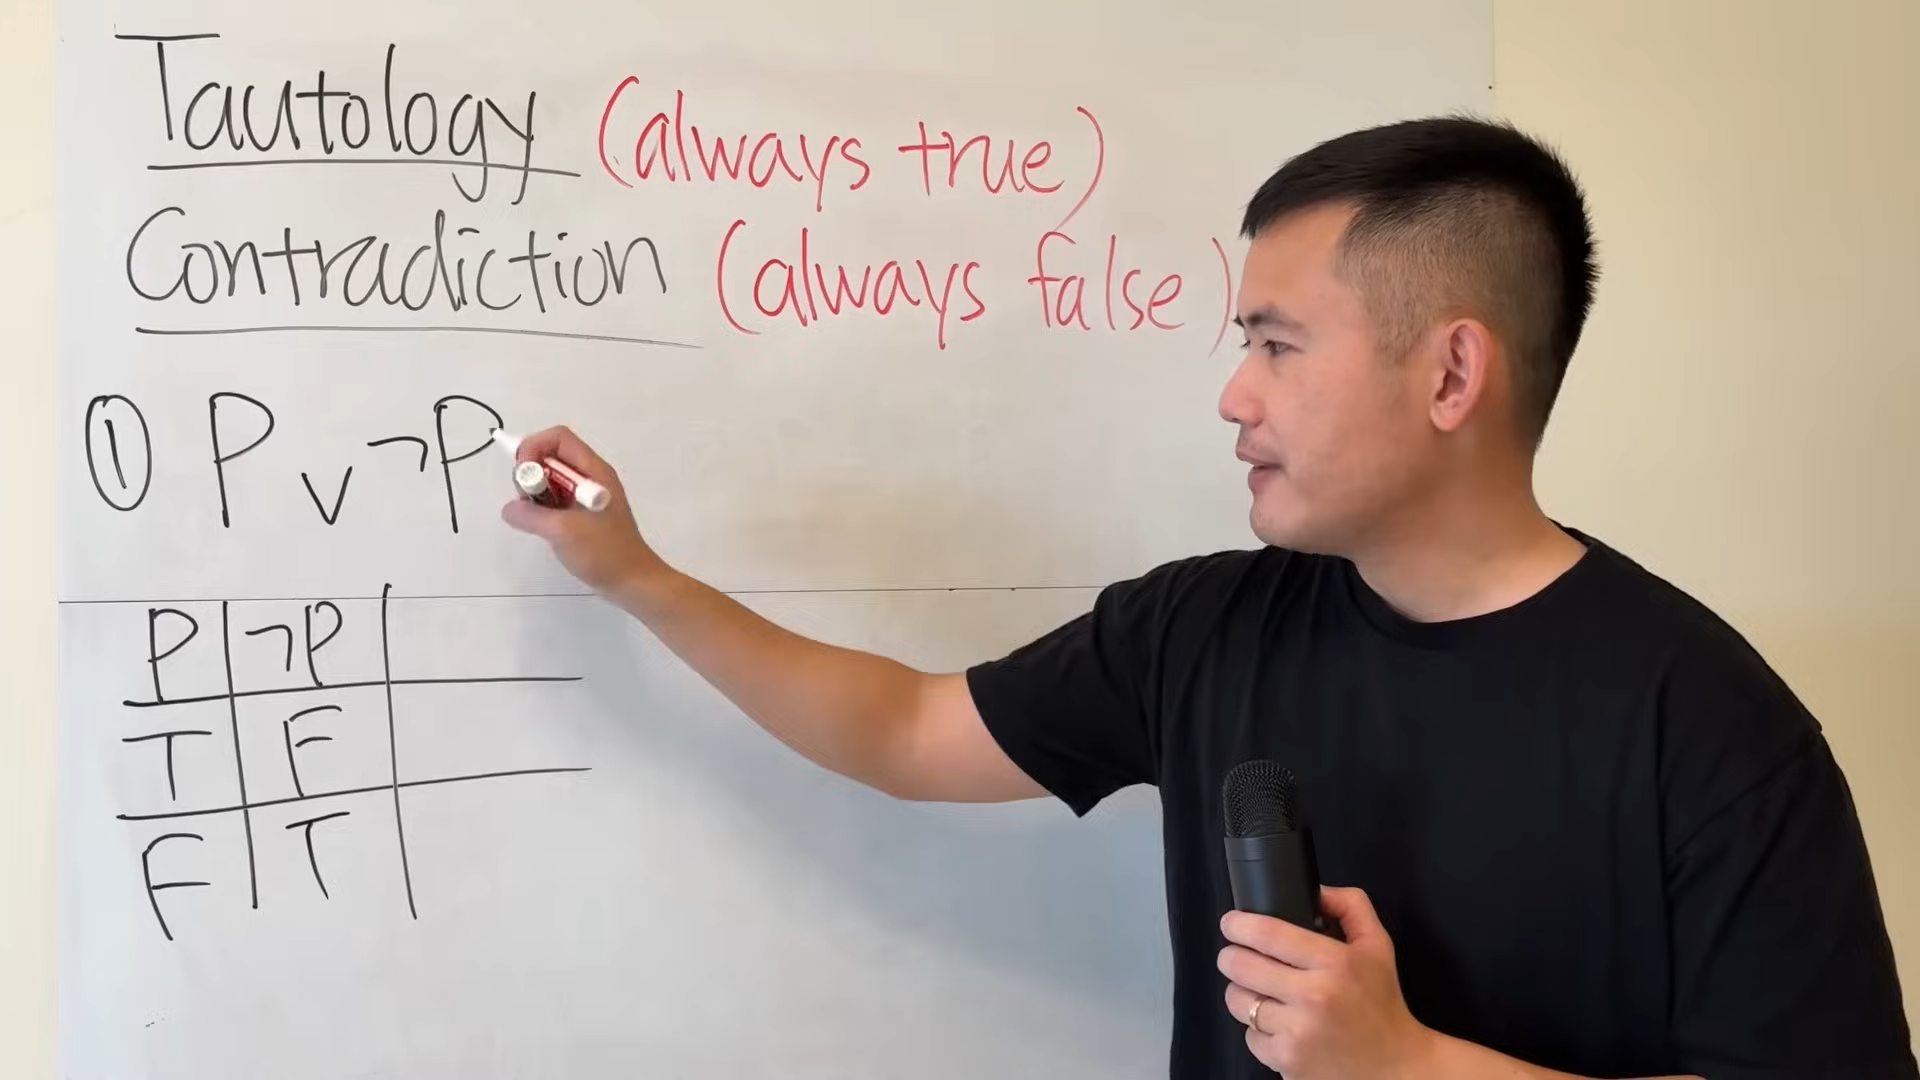 Tautology (always true)
Contradiction (always false)
① P ∨ ¬P
P ¬P
T F
F T